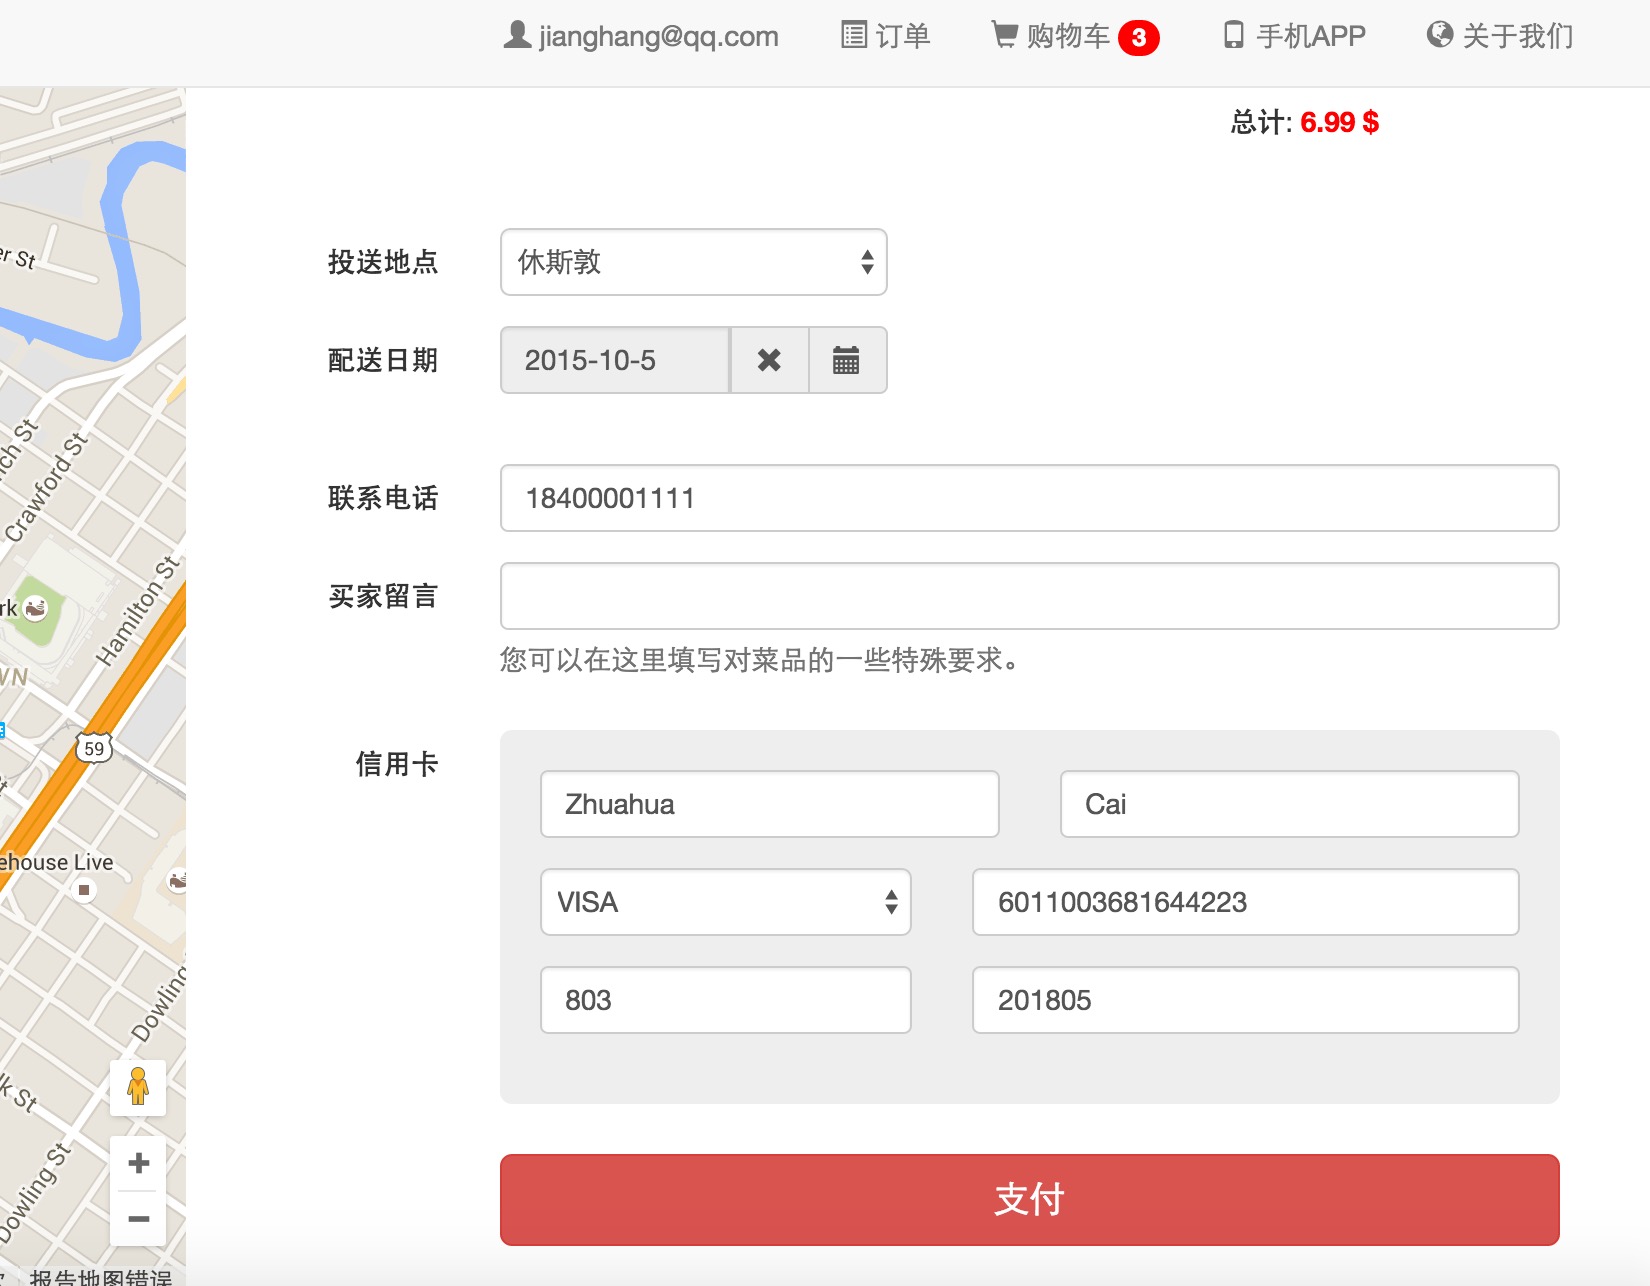 jianghang@qq.com 订单 购物车 3 手机APP 关于我们
总计: 6.99 $
投送地点 休斯敦
配送日期 2015-10-5
联系电话 18400001111
买家留言
您可以在这里填写对菜品的一些特殊要求。
信用卡
Zhuahua Cai
VISA 6011003681644223
803 201805
支付
er St
ch St
Crawford St
Hamilton St
rk
WN
59
ehouse Live
Dowling
lk St
Dowling St
报告地图错误